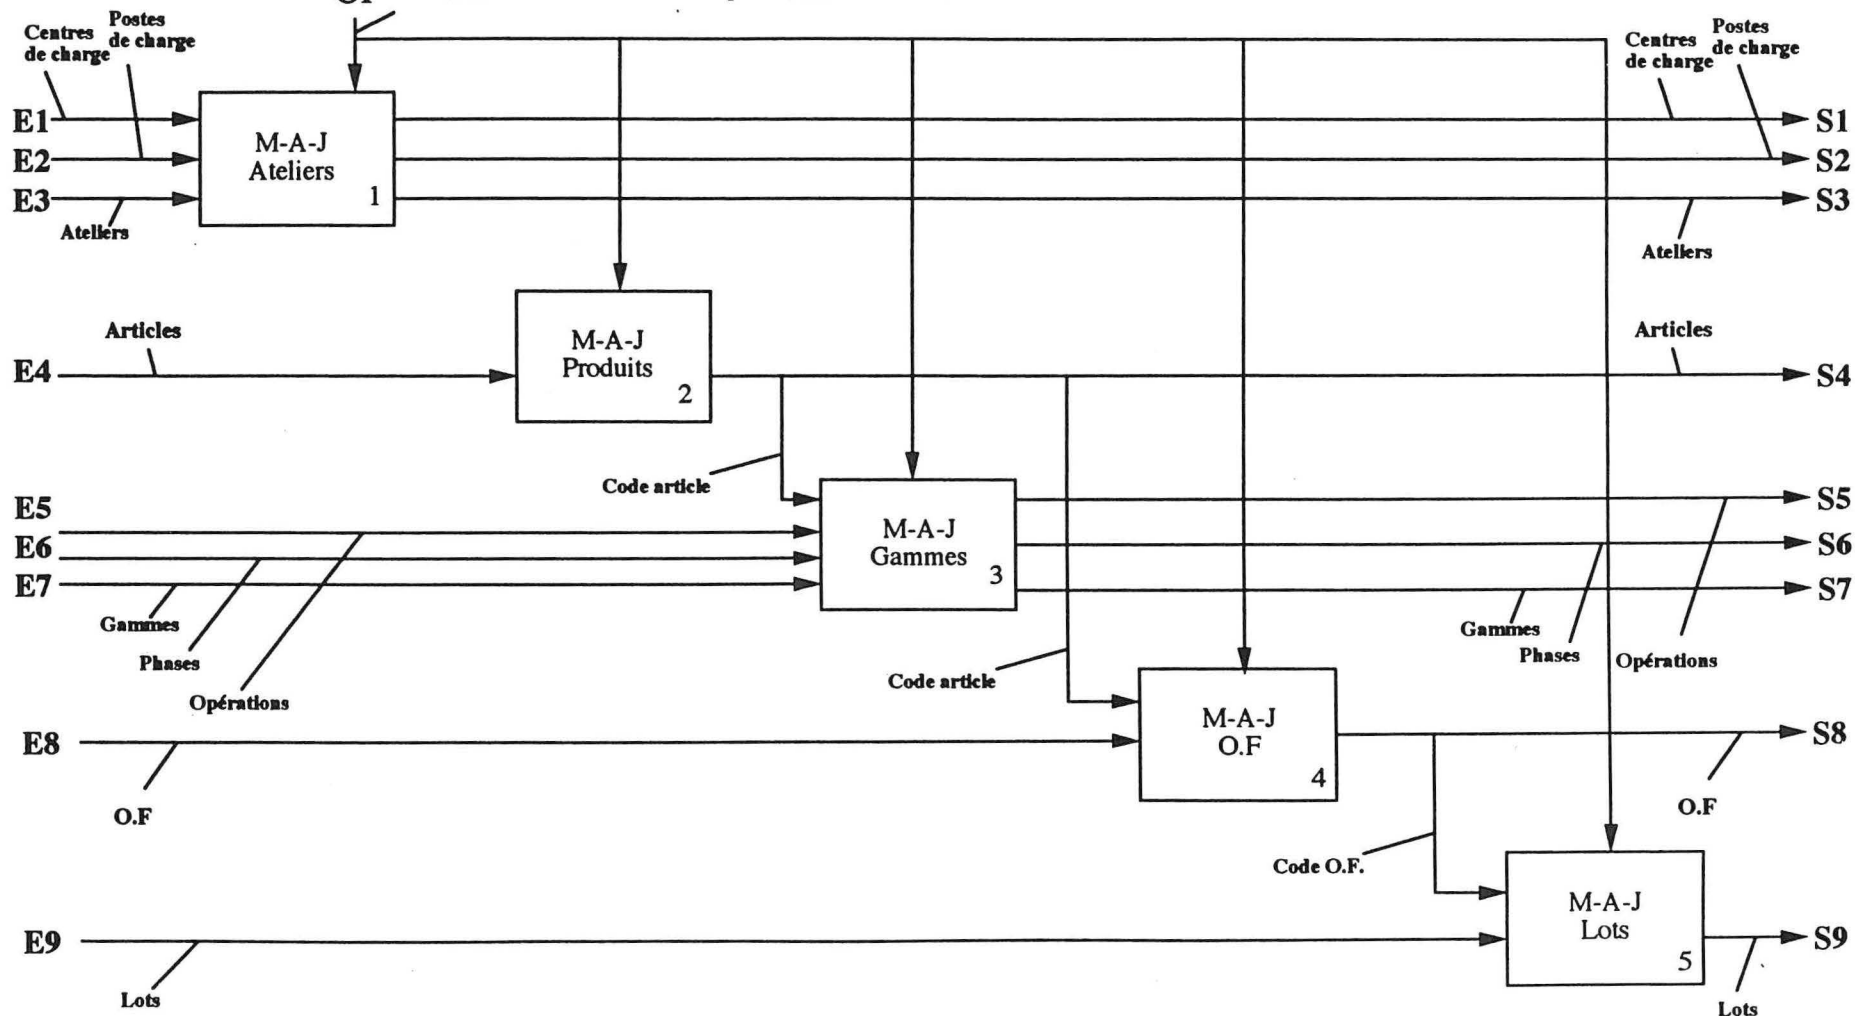 Centres
de charge
Postes
de charge
Centres
de charge
Postes
de charge
E1
E2
E3
M-A-J
Ateliers
1
S1
S2
S3
Ateliers
Ateliers
Articles
E4
M-A-J
Produits
2
Articles
S4
Code article
E5
E6
E7
M-A-J
Gammes
3
S5
S6
S7
Gammes
Phases
Opérations
Gammes
Phases
Opérations
Code article
M-A-J
O.F
4
E8
O.F
S8
O.F
Code O.F.
M-A-J
Lots
5
E9
Lots
S9
Lots